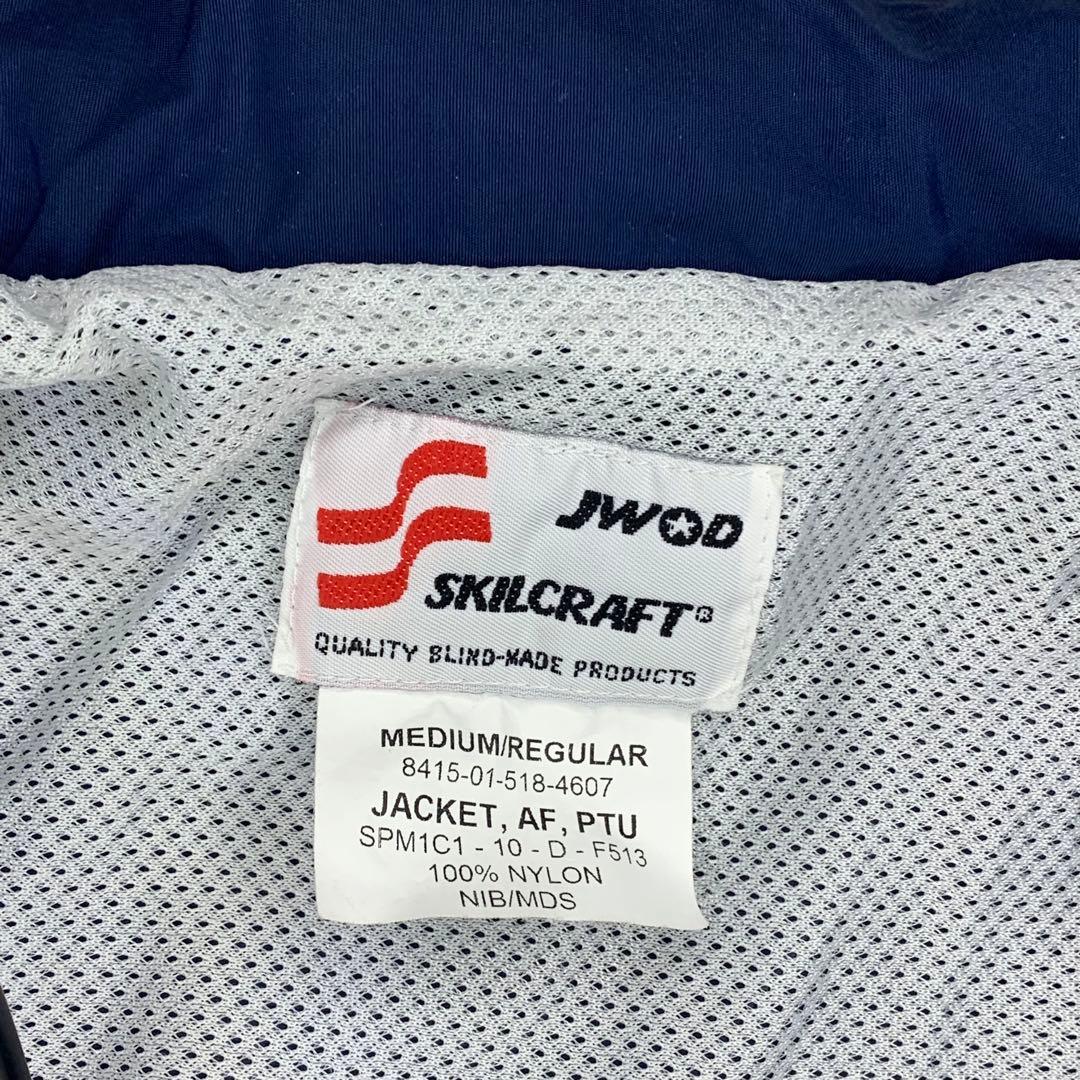 JWOD
SKILCRAFT®
QUALITY BLIND-MADE PRODUCTS
MEDIUM/REGULAR
8415-01-518-4607
JACKET, AF, PTU
SPM1C1 - 10 - D - F513
100% NYLON
NIB/MDS